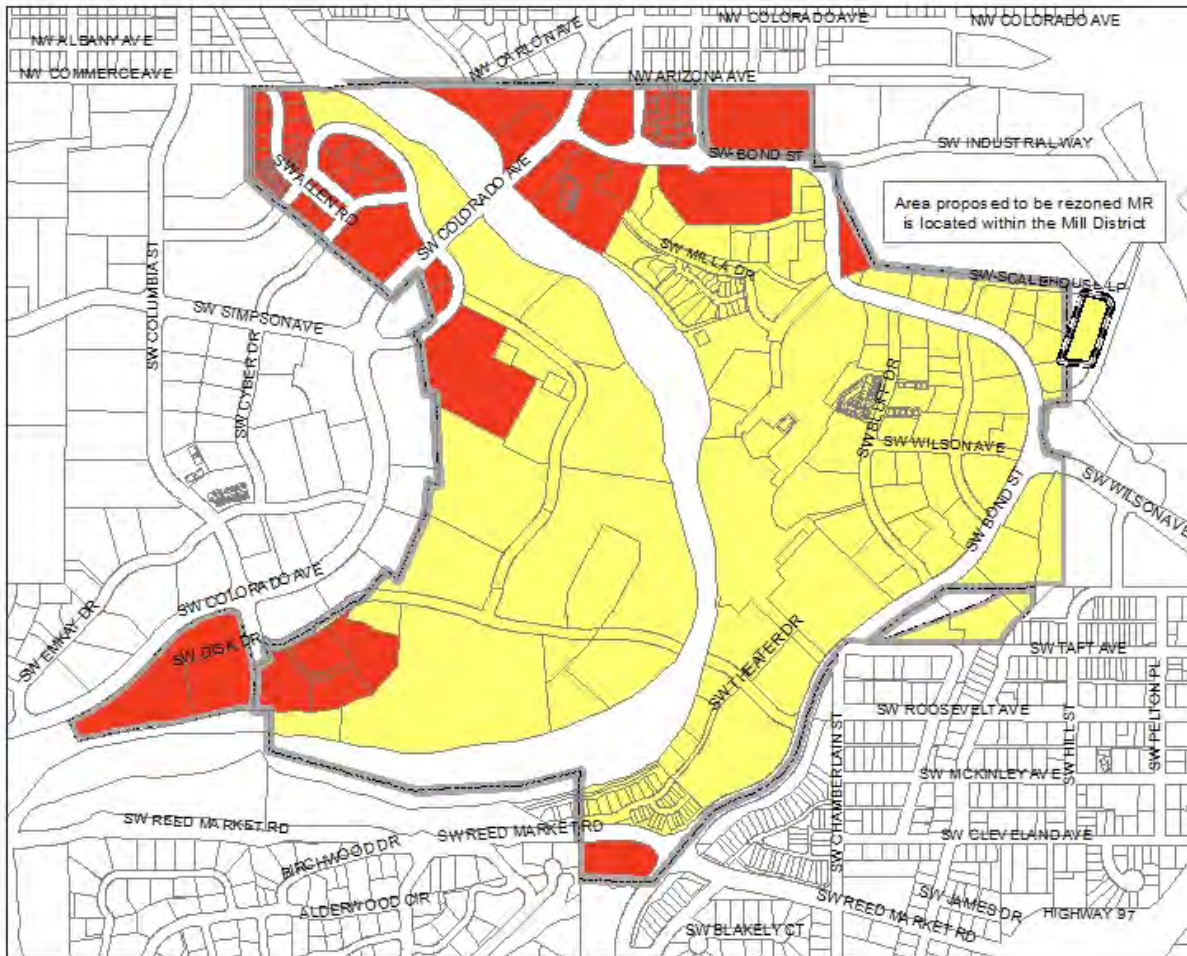 NW COLORADO AVE
NW COLORADO AVE
NW ALBANY AVE
NW CARLON AVE
NW COMMERCE AVE
NW ARIZONA AVE
SW INDUSTRIAL WAY
SW BOND ST
SW ALLEN RD
SW COLORADO AVE
Area proposed to be rezoned MR
is located within the Mill District
SW MILLA DR
SW SCALEHOUSE LP
SW COLUMBIA ST
SW SIMPSON AVE
SW CYBER DR
SW BLUFF DR
SW WILSON AVE
SW BOND ST
SW WILSON AVE
SW COLORADO AVE
SW EMKAY DR
SW DISK DR
SW THEATER DR
SW TAFT AVE
SW ROOSEVELT AVE
SW CHAMBERLAIN ST
SW HILL ST
SW PELTON PL
SW MCKINLEY AVE
SW REED MARKET RD
SW REED MARKET RD
SW CLEVELAND AVE
BIRCHWOOD DR
ALDERWOOD CIR
SW REED MARKET RD
SW JAMES DR
HIGHWAY 97
SW BLAKELY CT